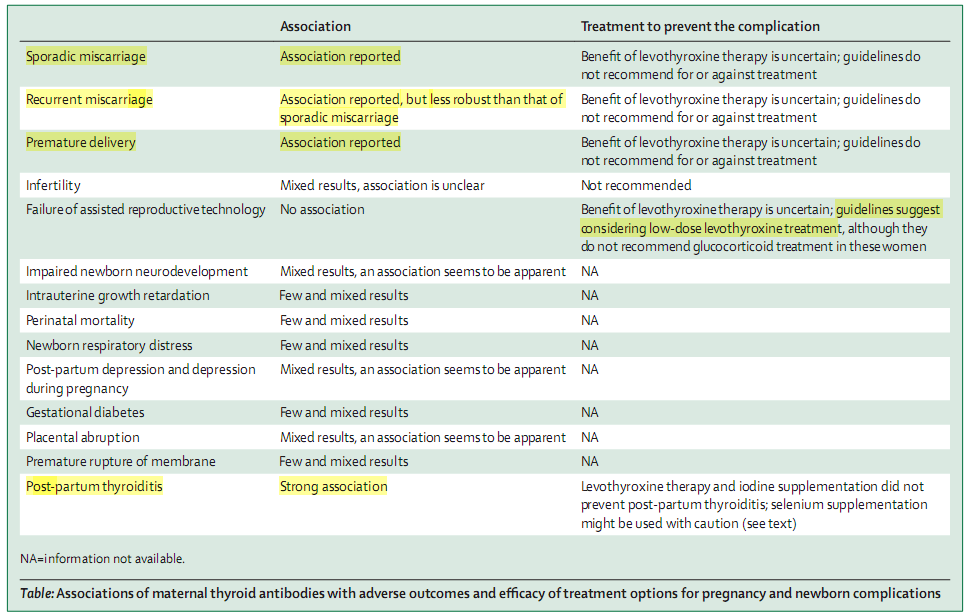 Association Treatment to prevent the complication
Sporadic miscarriage Association reported Benefit of levothyroxine therapy is uncertain; guidelines do
not recommend for or against treatment
Recurrent miscarriage Association reported, but less robust than that of Benefit of levothyroxine therapy is uncertain; guidelines do
sporadic miscarriage not recommend for or against treatment
Premature delivery Association reported Benefit of levothyroxine therapy is uncertain; guidelines do
not recommend for or against treatment
Infertility Mixed results, association is unclear Not recommended
Failure of assisted reproductive technology No association Benefit of levothyroxine therapy is uncertain; guidelines suggest
considering low-dose levothyroxine treatment, although they
do not recommend glucocorticoid treatment in these women
Impaired newborn neurodevelopment Mixed results, an association seems to be apparent NA
Intrauterine growth retardation Few and mixed results NA
Perinatal mortality Few and mixed results NA
Newborn respiratory distress Few and mixed results NA
Post-partum depression and depression Mixed results, an association seems to be apparent NA
during pregnancy
Gestational diabetes Few and mixed results NA
Placental abruption Mixed results, an association seems to be apparent NA
Premature rupture of membrane Few and mixed results NA
Post-partum thyroiditis Strong association Levothyroxine therapy and iodine supplementation did not
prevent post-partum thyroiditis; selenium supplementation
might be used with caution (see text)
NA=information not available.
Table: Associations of maternal thyroid antibodies with adverse outcomes and efficacy of treatment options for pregnancy and newborn complications